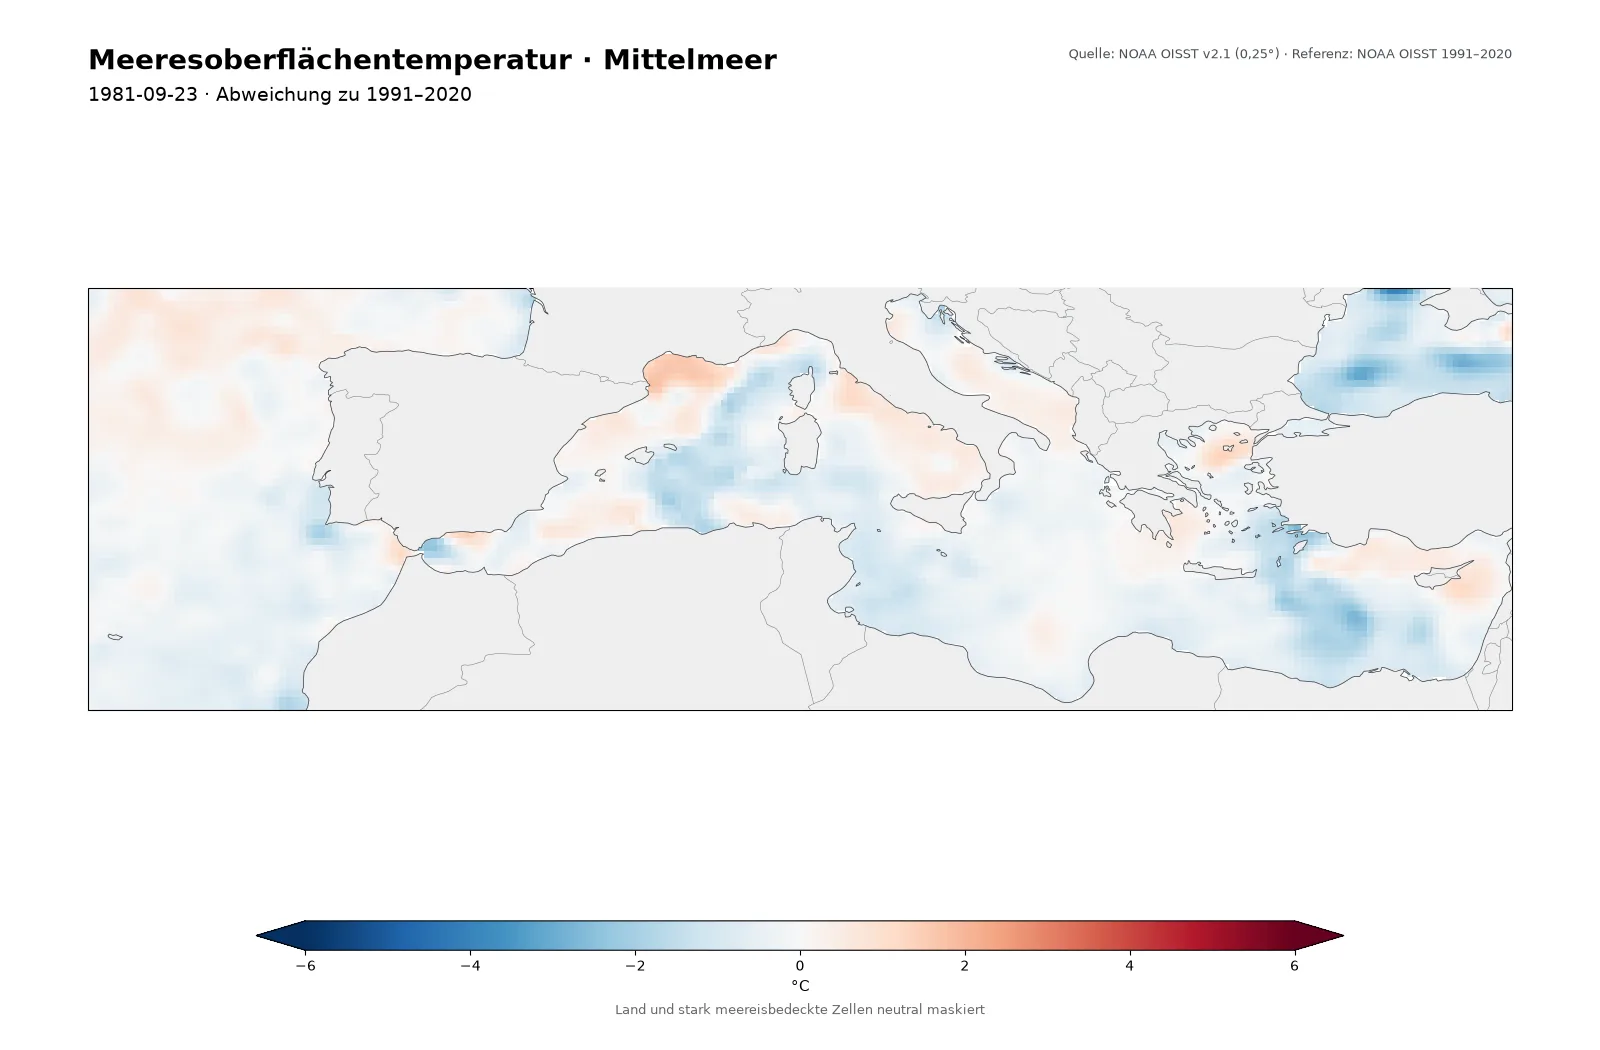 Meeresoberflächentemperatur · Mittelmeer
Quelle: NOAA OISST v2.1 (0,25°) · Referenz: NOAA OISST 1991–2020
1981-09-23 · Abweichung zu 1991–2020
−6 −4 −2 0 2 4 6
°C
Land und stark meereisbedeckte Zellen neutral maskiert